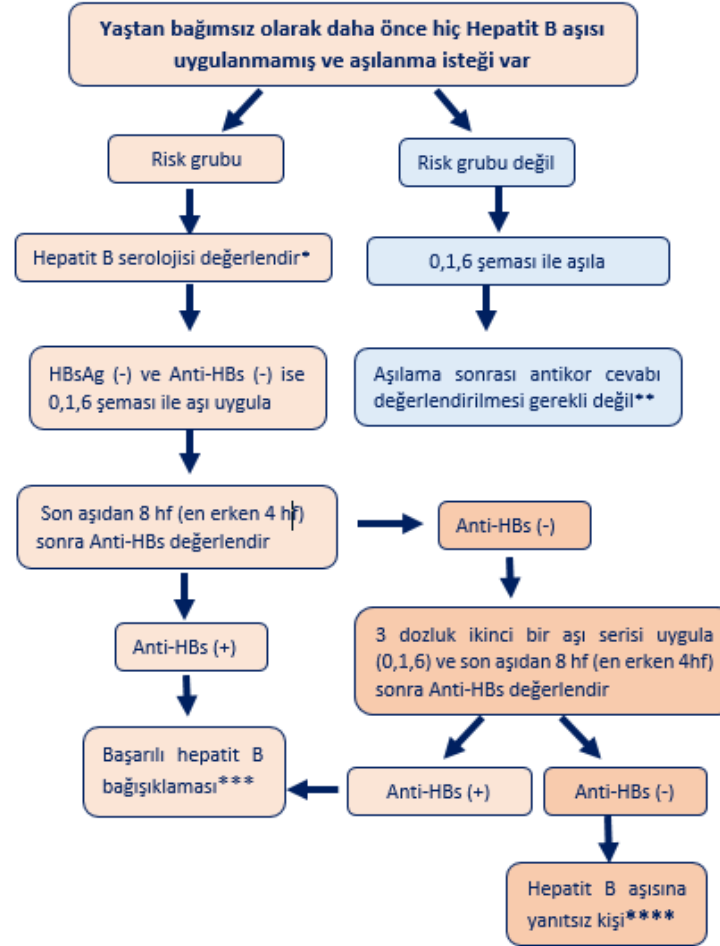 Yaştan bağımsız olarak daha önce hiç Hepatit B aşısı
uygulanmamış ve aşılanma isteği var
Risk grubu
Risk grubu değil
Hepatit B serolojisi değerlendir*
0,1,6 şeması ile aşıla
HBsAg (-) ve Anti-HBs (-) ise
0,1,6 şeması ile aşı uygula
Aşılama sonrası antikor cevabı
değerlendirilmesi gerekli değil**
Son aşıdan 8 hf (en erken 4 hf)
sonra Anti-HBs değerlendir
Anti-HBs (-)
Anti-HBs (+)
3 dozluk ikinci bir aşı serisi uygula
(0,1,6) ve son aşıdan 8 hf (en erken 4hf)
sonra Anti-HBs değerlendir
Başarılı hepatit B
bağışıklaması***
Anti-HBs (+)
Anti-HBs (-)
Hepatit B aşısına
yanıtsız kişi****